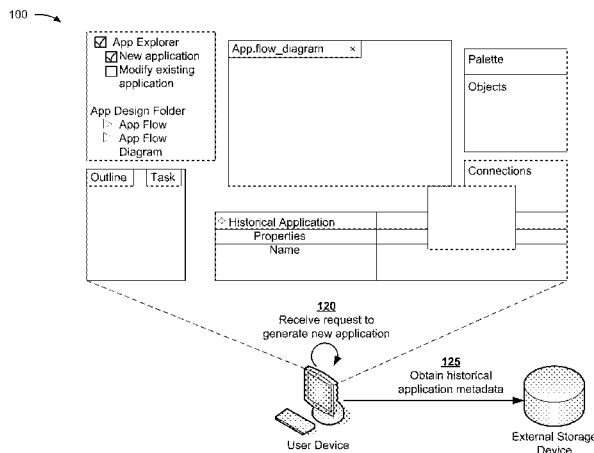 100
App Explorer
New application
Modify existing
application
App Design Folder
App Flow
App Flow
Diagram
App.flow_diagram ×
Palette
Objects
Connections
Outline Task
Historical Application
Properties
Name
120
Receive request to
generate new application
125
Obtain historical
application metadata
User Device
External Storage
Device